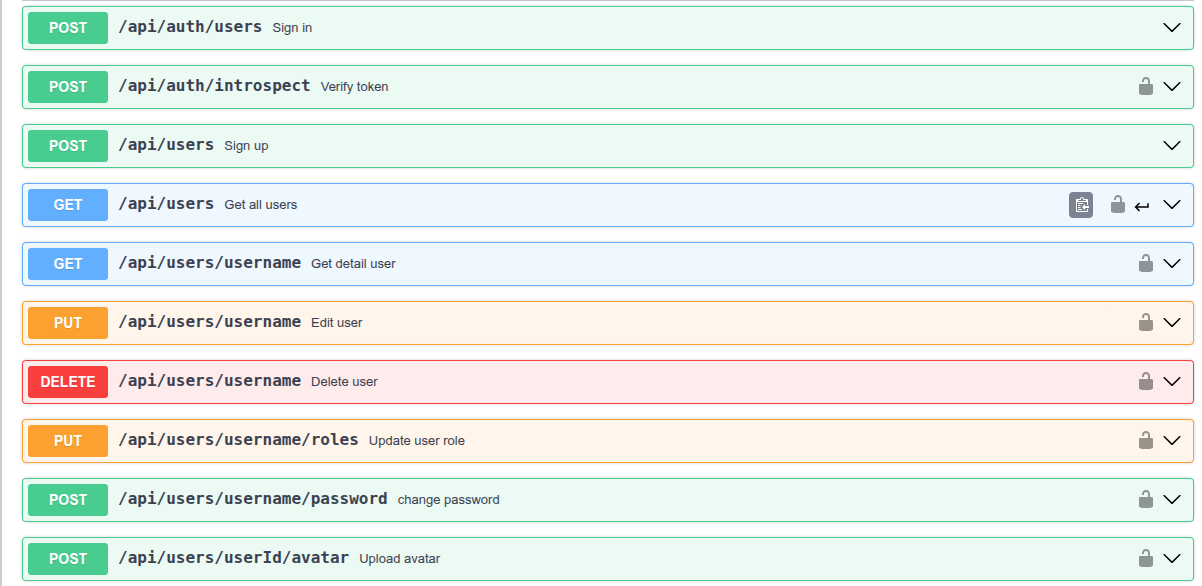 POST /api/auth/users Sign in
POST /api/auth/introspect Verify token
POST /api/users Sign up
GET /api/users Get all users
GET /api/users/username Get detail user
PUT /api/users/username Edit user
DELETE /api/users/username Delete user
PUT /api/users/username/roles Update user role
POST /api/users/username/password change password
POST /api/users/userId/avatar Upload avatar